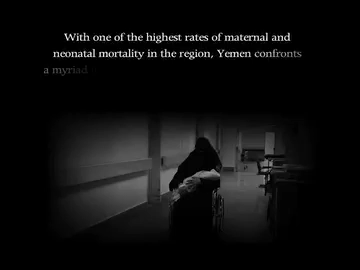 With one of the highest rates of maternal and
neonatal mortality in the region, Yemen confronts
a myriad